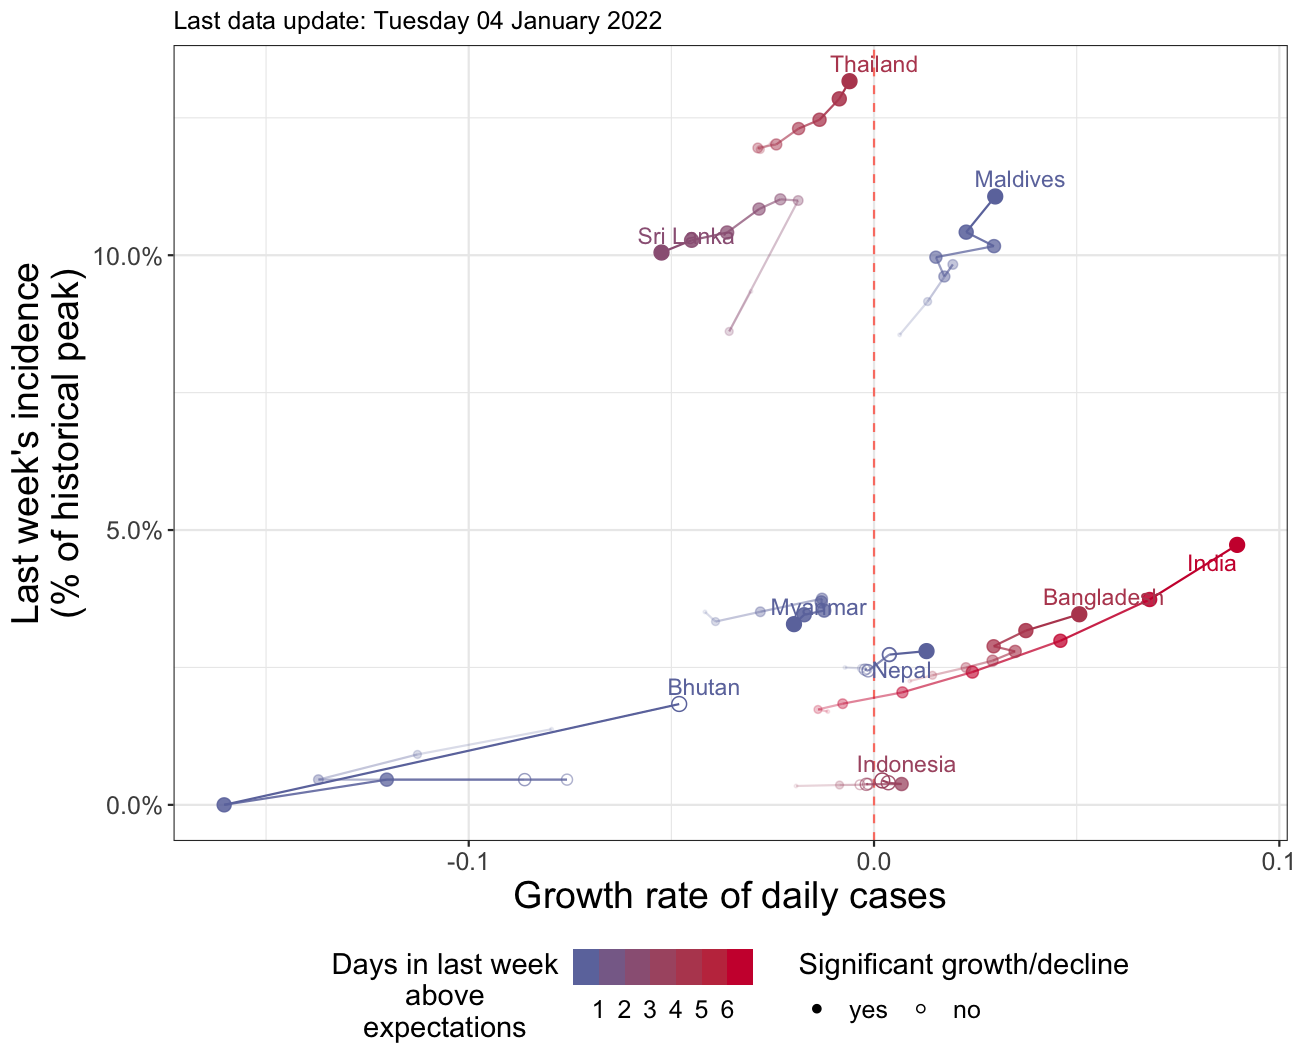 Last data update: Tuesday 04 January 2022
Thailand
Maldives
Sri Lanka
10.0%
Last week's incidence
(% of historical peak)
5.0%
India
Bangladesh
Myanmar
Nepal
Bhutan
Indonesia
0.0%
-0.1
0.0
0.1
Growth rate of daily cases
Days in last week
above
expectations
1 2 3 4 5 6
Significant growth/decline
yes no